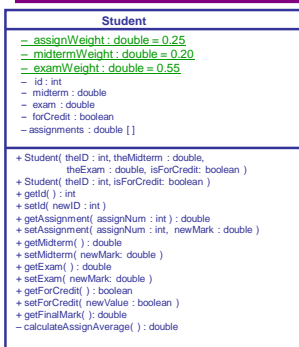 Student
– assignWeight : double = 0.25
– midtermWeight : double = 0.20
– examWeight : double = 0.55
– id : int
– midterm : double
– exam : double
– forCredit : boolean
– assignments : double [ ]
+ Student( theID : int, theMidterm : double,
theExam : double, isForCredit: boolean )
+ Student( theID : int, isForCredit: boolean )
+ getId( ) : int
+ setId( newID : int )
+ getAssignment( assignNum : int ) : double
+ setAssignment( assignNum : int, newMark : double )
+ getMidterm( ) : double
+ setMidterm( newMark: double )
+ getExam( ) : double
+ setExam( newMark: double )
+ getForCredit( ) : boolean
+ setForCredit( newValue : boolean )
+ getFinalMark( ): double
– calculateAssignAverage( ) : double